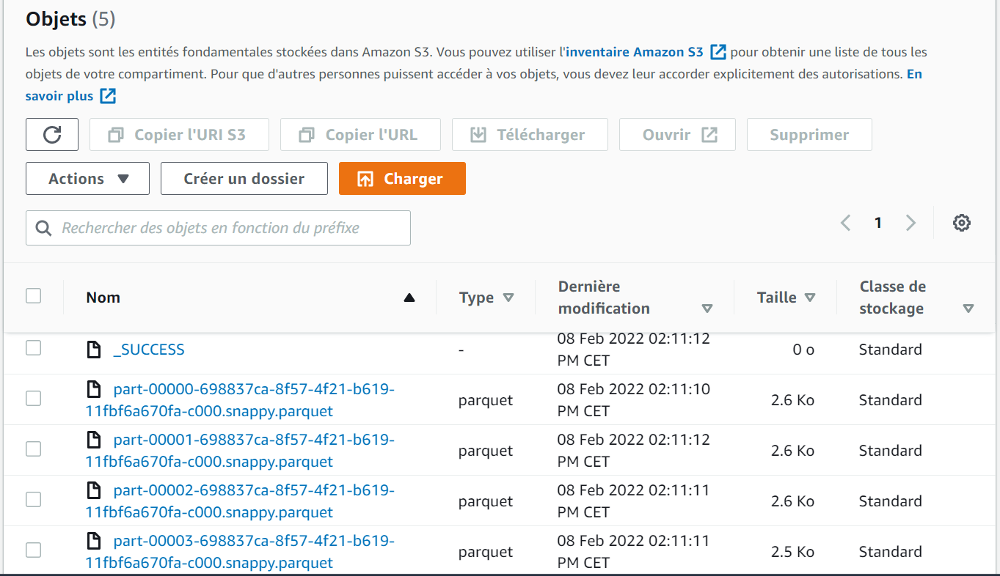 Objets (5)
Les objets sont les entités fondamentales stockées dans Amazon S3. Vous pouvez utiliser l'inventaire Amazon S3 pour obtenir une liste de tous les
objets de votre compartiment. Pour que d'autres personnes puissent accéder à vos objets, vous devez leur accorder explicitement des autorisations. En
savoir plus
Copier l'URI S3 Copier l'URL Télécharger Ouvrir Supprimer
Actions Créer un dossier Charger
Rechercher des objets en fonction du préfixe 1
Nom Type Dernière modification Taille Classe de stockage
_SUCCESS - 08 Feb 2022 02:11:12 PM CET 0 o Standard
part-00000-698837ca-8f57-4f21-b619-
11fbf6a670fa-c000.snappy.parquet parquet 08 Feb 2022 02:11:10 PM CET 2.6 Ko Standard
part-00001-698837ca-8f57-4f21-b619-
11fbf6a670fa-c000.snappy.parquet parquet 08 Feb 2022 02:11:12 PM CET 2.6 Ko Standard
part-00002-698837ca-8f57-4f21-b619-
11fbf6a670fa-c000.snappy.parquet parquet 08 Feb 2022 02:11:11 PM CET 2.6 Ko Standard
part-00003-698837ca-8f57-4f21-b619-
11fbf6a670fa-c000.snappy.parquet parquet 08 Feb 2022 02:11:11 PM CET 2.5 Ko Standard